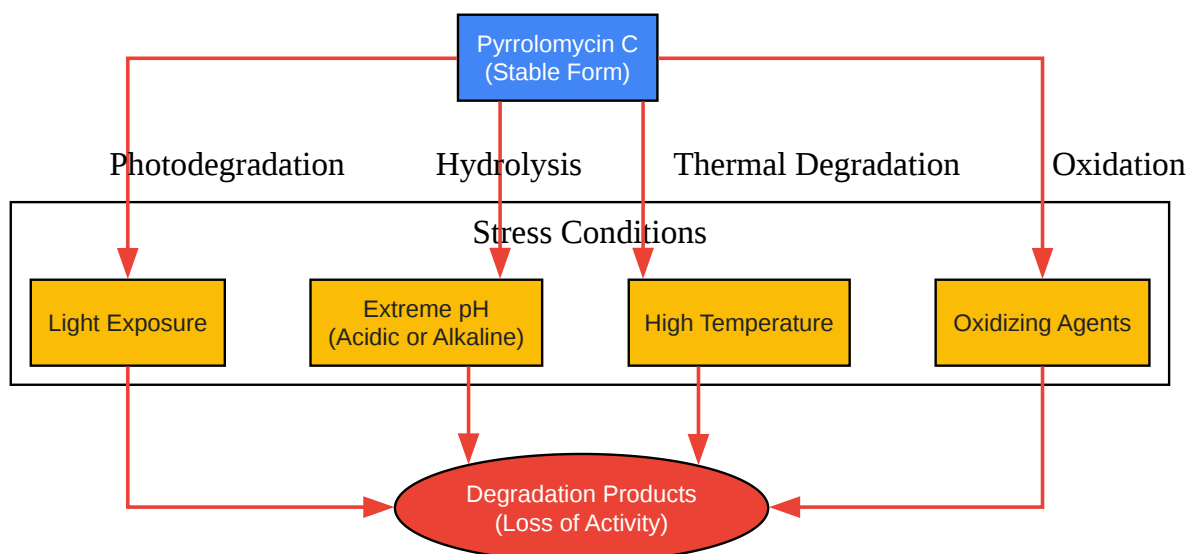 Pyrrolomycin C
(Stable Form)
Photodegradation
Hydrolysis
Thermal Degradation
Oxidation
Stress Conditions
Light Exposure
Extreme pH
(Acidic or Alkaline)
High Temperature
Oxidizing Agents
Degradation Products
(Loss of Activity)